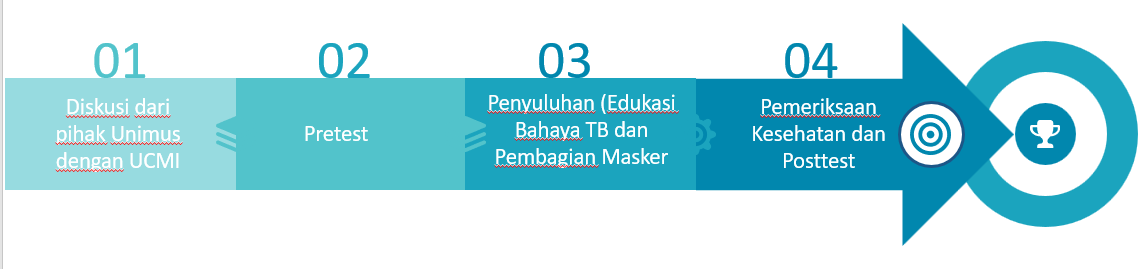 01
Diskusi dari
pihak Unimus
dengan UCMI
02
Pretest
03
Penyuluhan (Edukasi
Bahaya TB dan
Pembagian Masker
04
Pemeriksaan
Kesehatan dan
Posttest